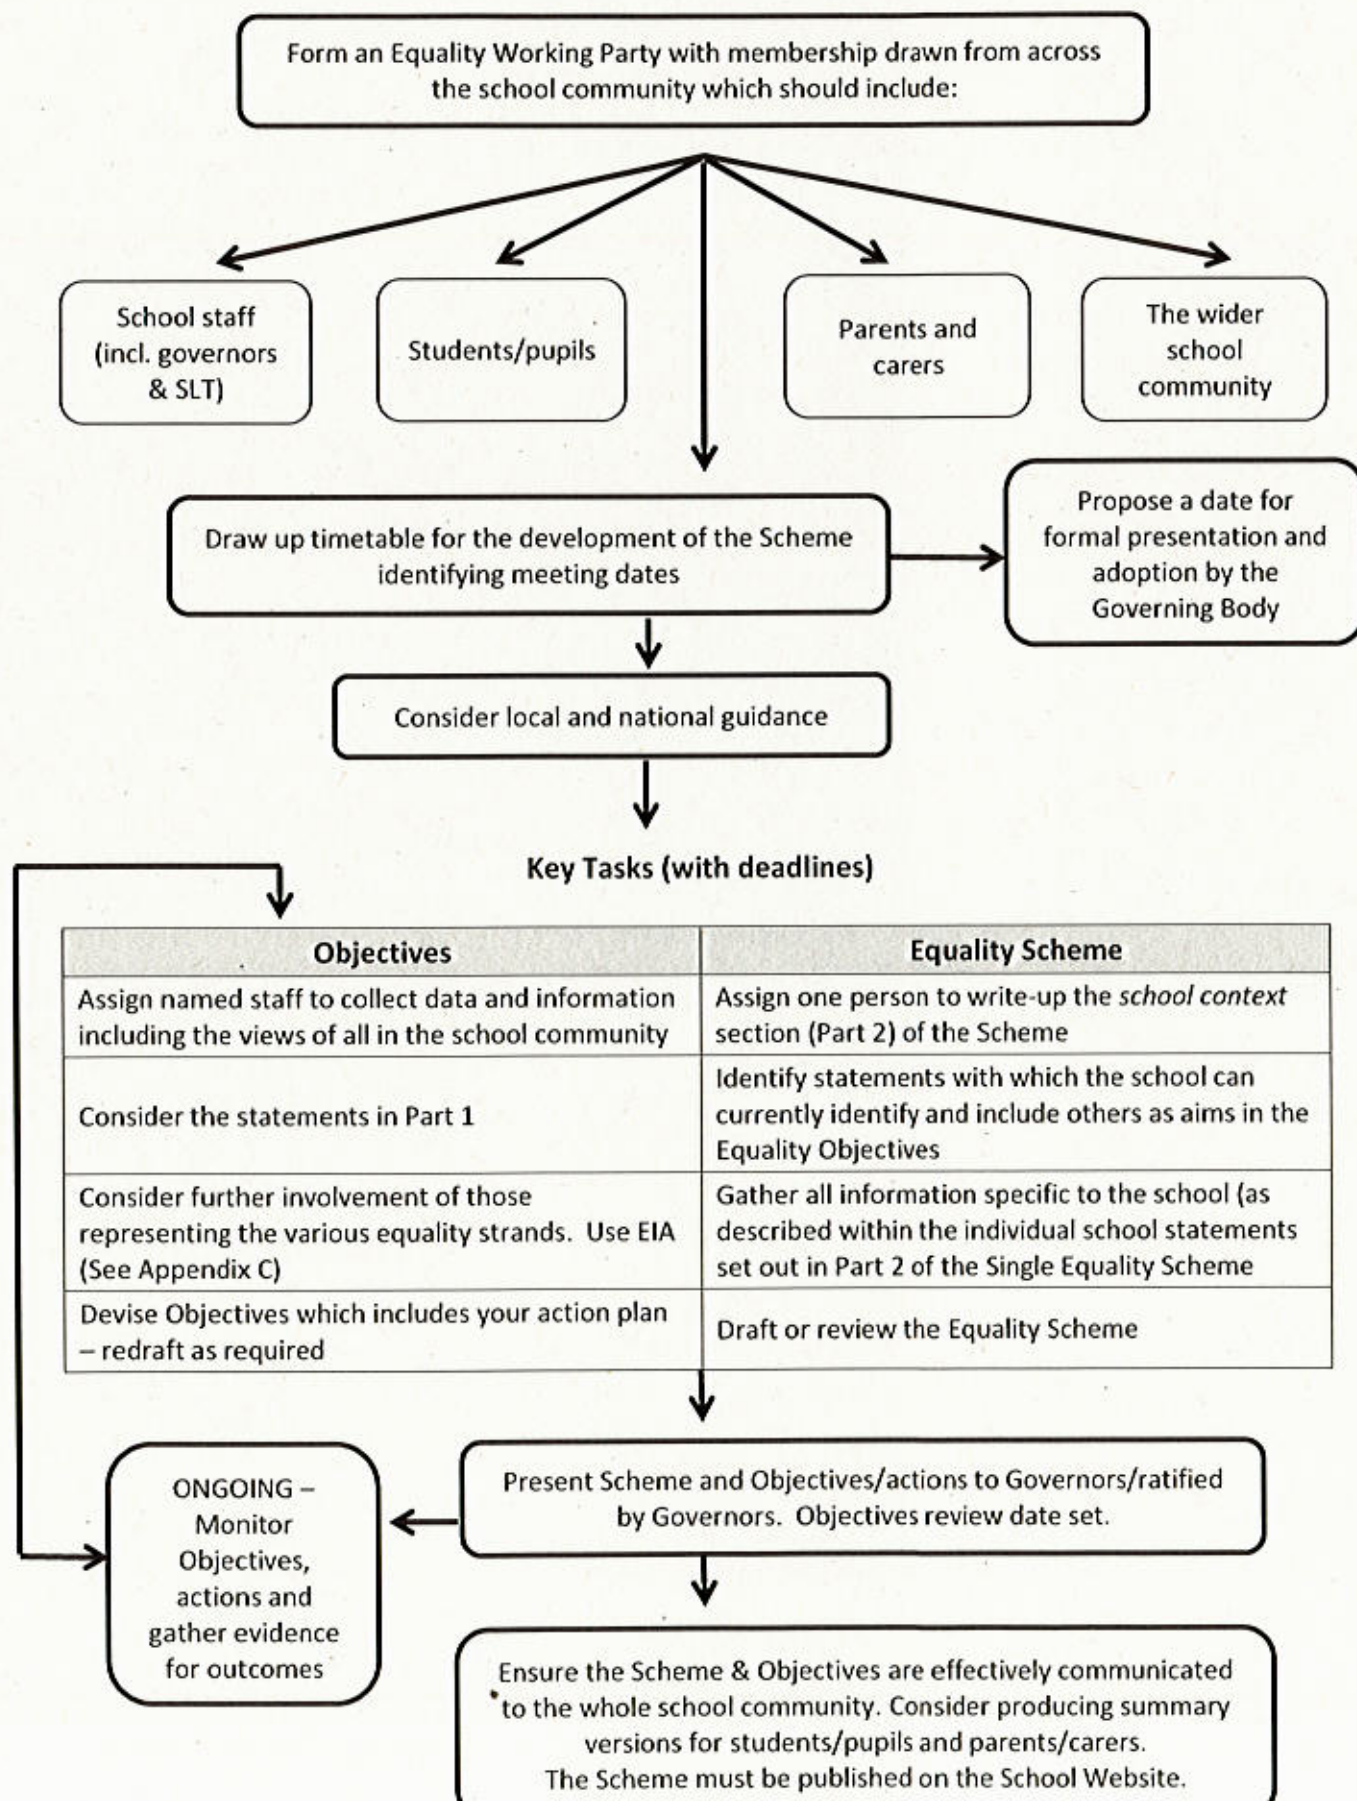 Form an Equality Working Party with membership drawn from across
the school community which should include:
School staff
(incl. governors
& SLT)
Students/pupils
Parents and
carers
The wider
school
community
Draw up timetable for the development of the Scheme
identifying meeting dates
Propose a date for
formal presentation and
adoption by the
Governing Body
Consider local and national guidance
Key Tasks (with deadlines)
Objectives
Equality Scheme
Assign named staff to collect data and information
including the views of all in the school community
Assign one person to write-up the school context
section (Part 2) of the Scheme
Consider the statements in Part 1
Identify statements with which the school can
currently identify and include others as aims in the
Equality Objectives
Consider further involvement of those
representing the various equality strands.  Use EIA
(See Appendix C)
Gather all information specific to the school (as
described within the individual school statements
set out in Part 2 of the Single Equality Scheme
Devise Objectives which includes your action plan
– redraft as required
Draft or review the Equality Scheme
ONGOING –
Monitor
Objectives,
actions and
gather evidence
for outcomes
Present Scheme and Objectives/actions to Governors/ratified
by Governors.  Objectives review date set.
Ensure the Scheme & Objectives are effectively communicated
to the whole school community. Consider producing summary
versions for students/pupils and parents/carers.
The Scheme must be published on the School Website.